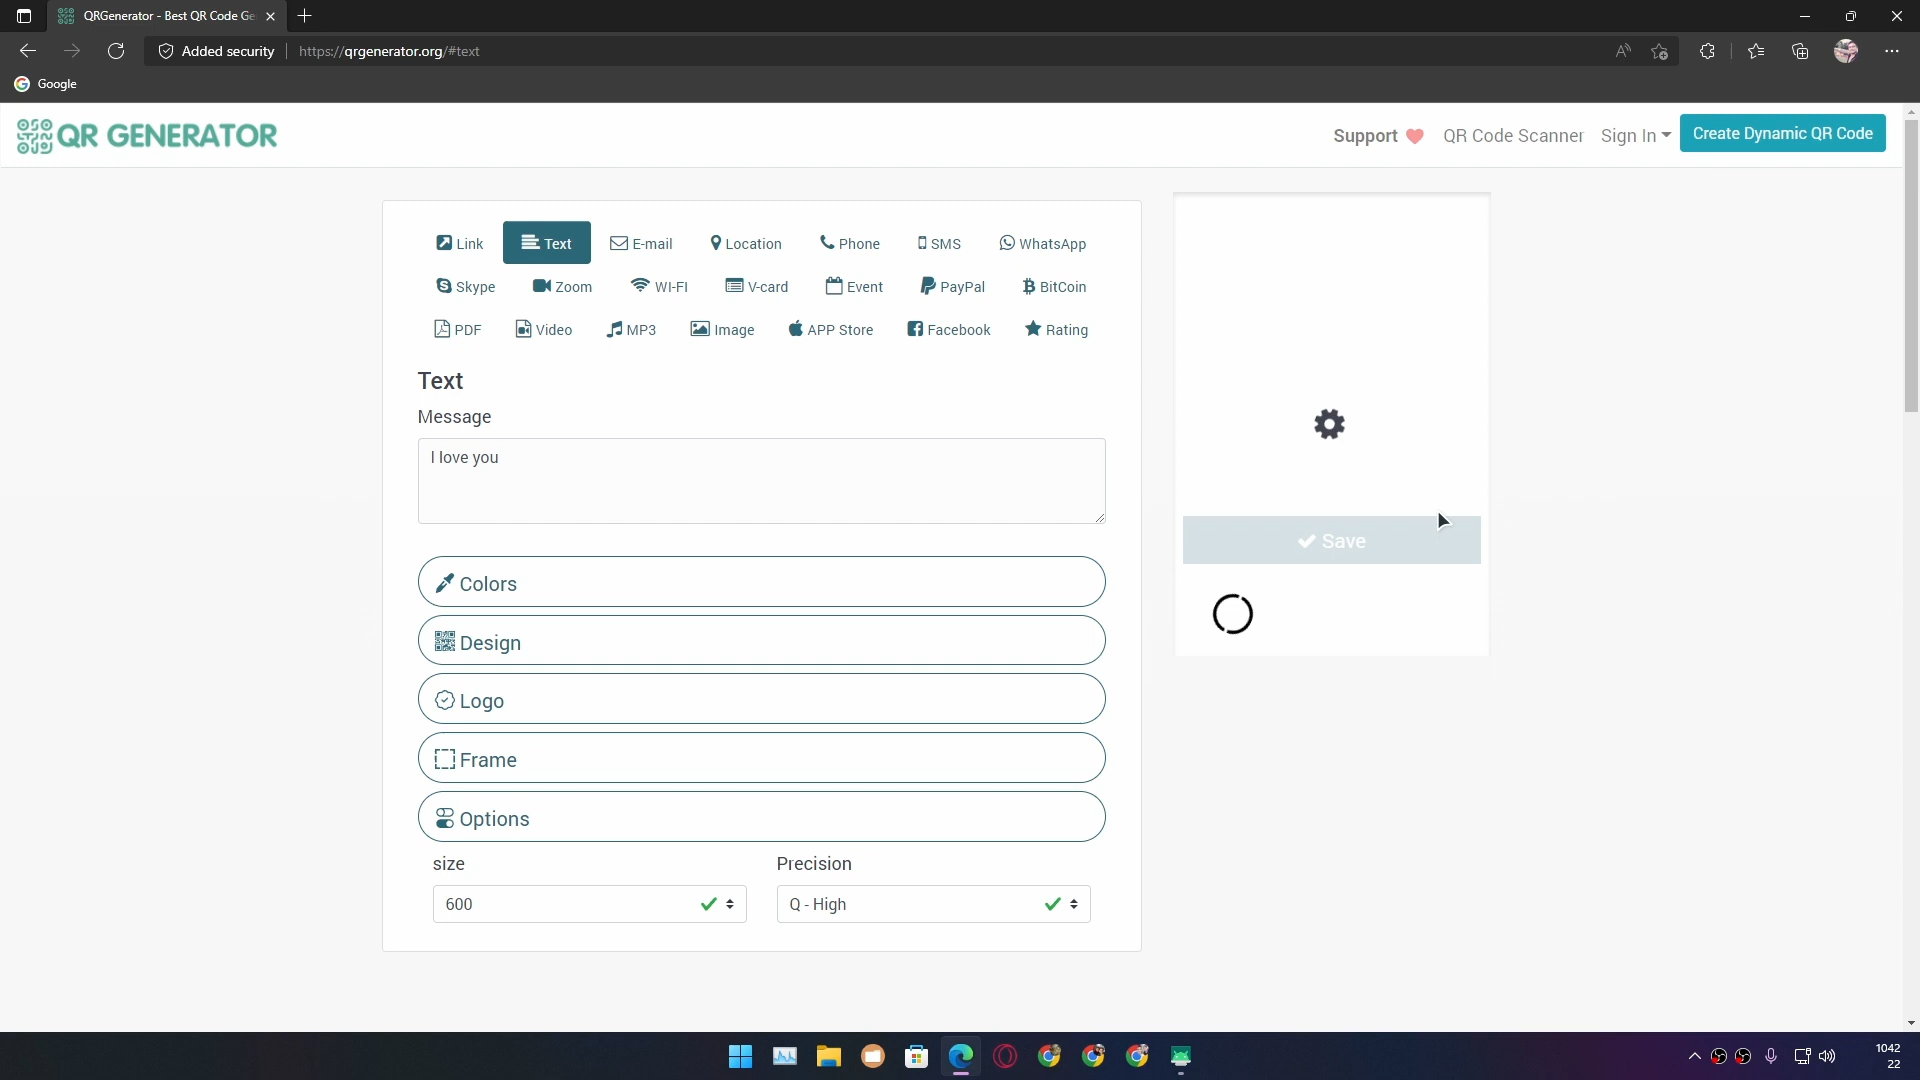 QRGenerator - Best QR Code Ge
Added security
https://qrgenerator.org/#text
Google
QR GENERATOR
Support
QR Code Scanner
Sign In
Create Dynamic QR Code
Link
Text
E-mail
Location
Phone
SMS
WhatsApp
Skype
Zoom
WI-FI
V-card
Event
PayPal
BitCoin
PDF
Video
MP3
Image
APP Store
Facebook
Rating
Text
Message
I love you
Save
Colors
Design
Logo
Frame
Options
size
Precision
600
Q - High
1042
22